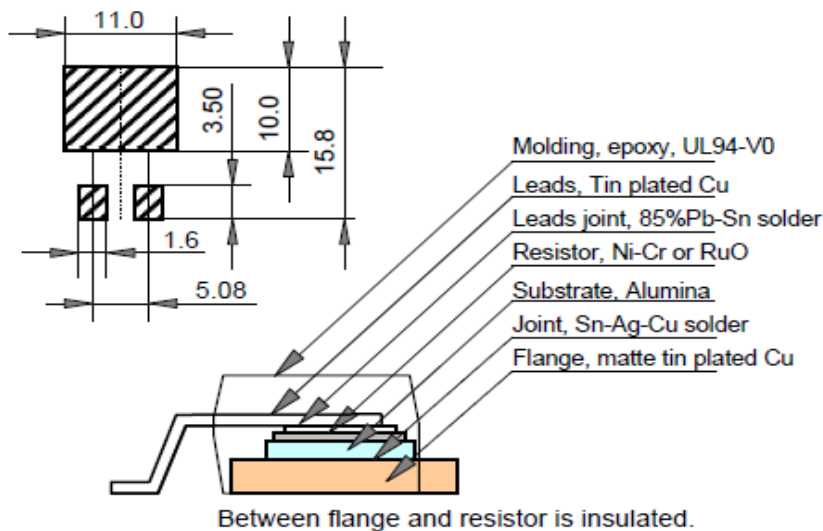 11.0
3.50
10.0
15.8
1.6
5.08
Molding, epoxy, UL94-V0
Leads, Tin plated Cu
Leads joint, 85%Pb-Sn solder
Resistor, Ni-Cr or RuO
Substrate, Alumina
Joint, Sn-Ag-Cu solder
Flange, matte tin plated Cu
Between flange and resistor is insulated.